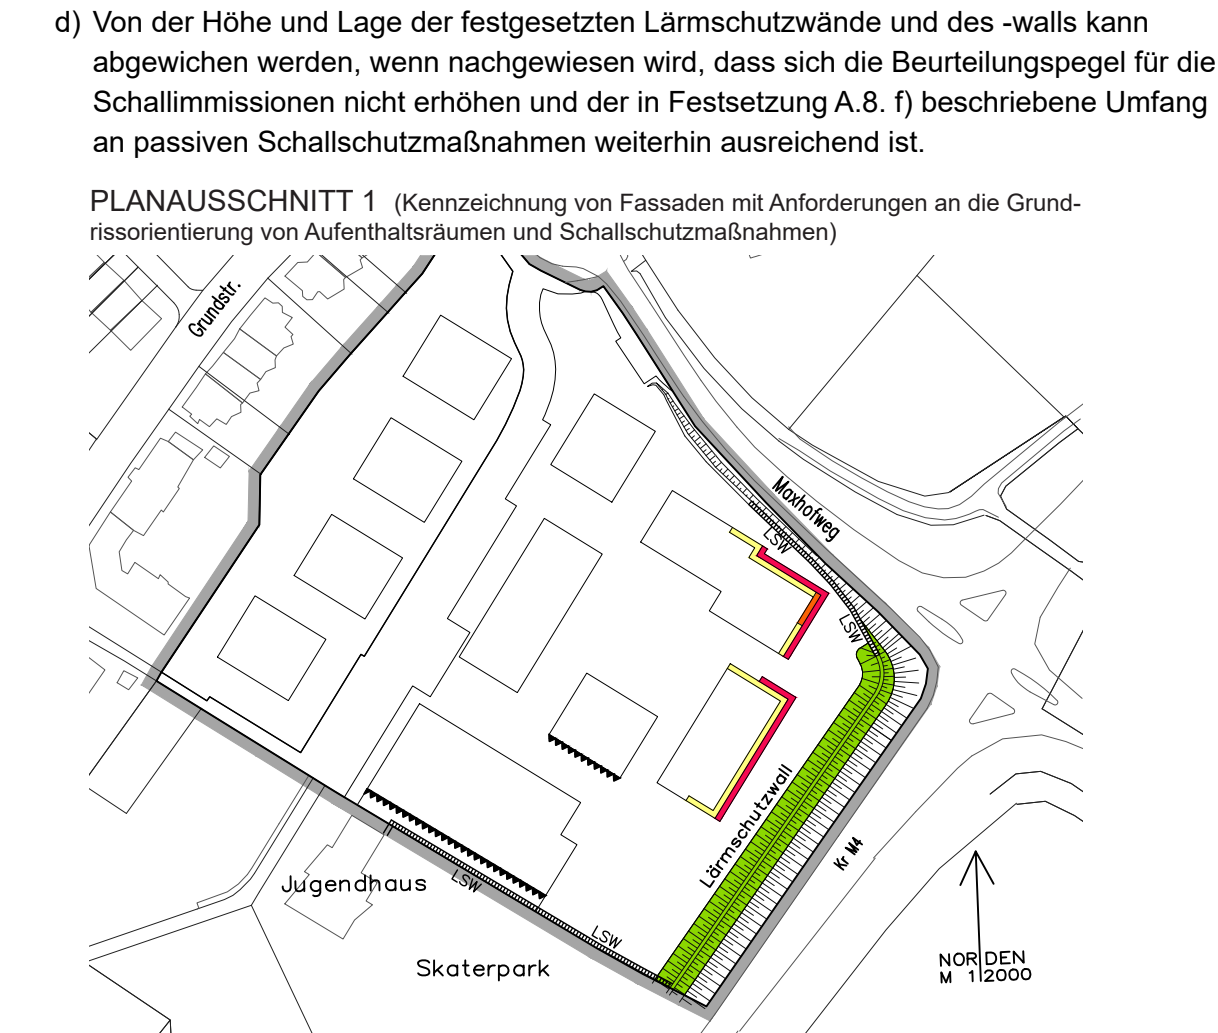 d) Von der Höhe und Lage der festgesetzten Lärmschutzwände und des -walls kann
abgewichen werden, wenn nachgewiesen wird, dass sich die Beurteilungspegel für die
Schallimmissionen nicht erhöhen und der in Festsetzung A.8. f) beschriebene Umfang
an passiven Schallschutzmaßnahmen weiterhin ausreichend ist.
PLANAUSSCHNITT 1 (Kennzeichnung von Fassaden mit Anforderungen an die Grund-
rissorientierung von Aufenthaltsräumen und Schallschutzmaßnahmen)
Grundstr.
Maxhofweg
LSW
LSW
Lärmschutzwall
Kr M4
Jugendhaus
LSW
LSW
Skaterpark
NORDEN
M 1:2000